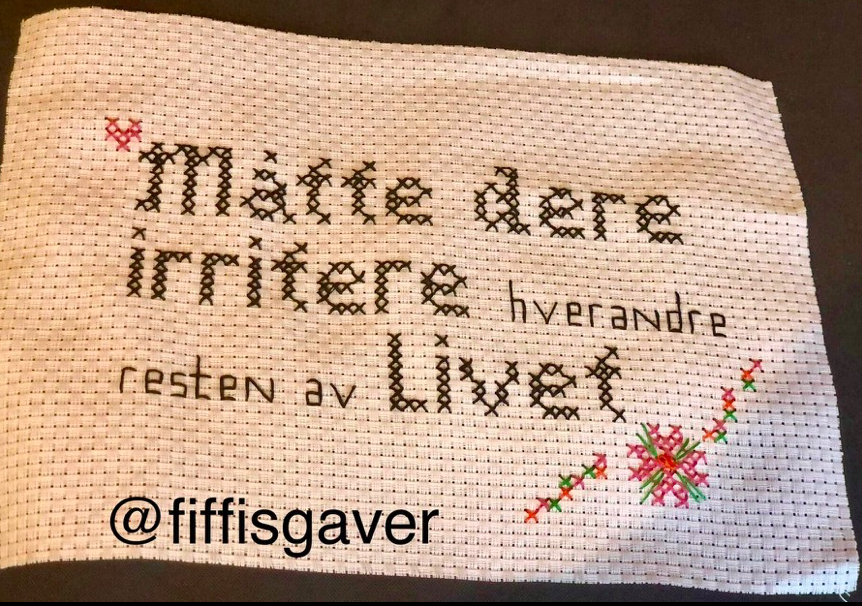 Måtte dere
irritere hverandre
resten av Livet
@fiffisgaver